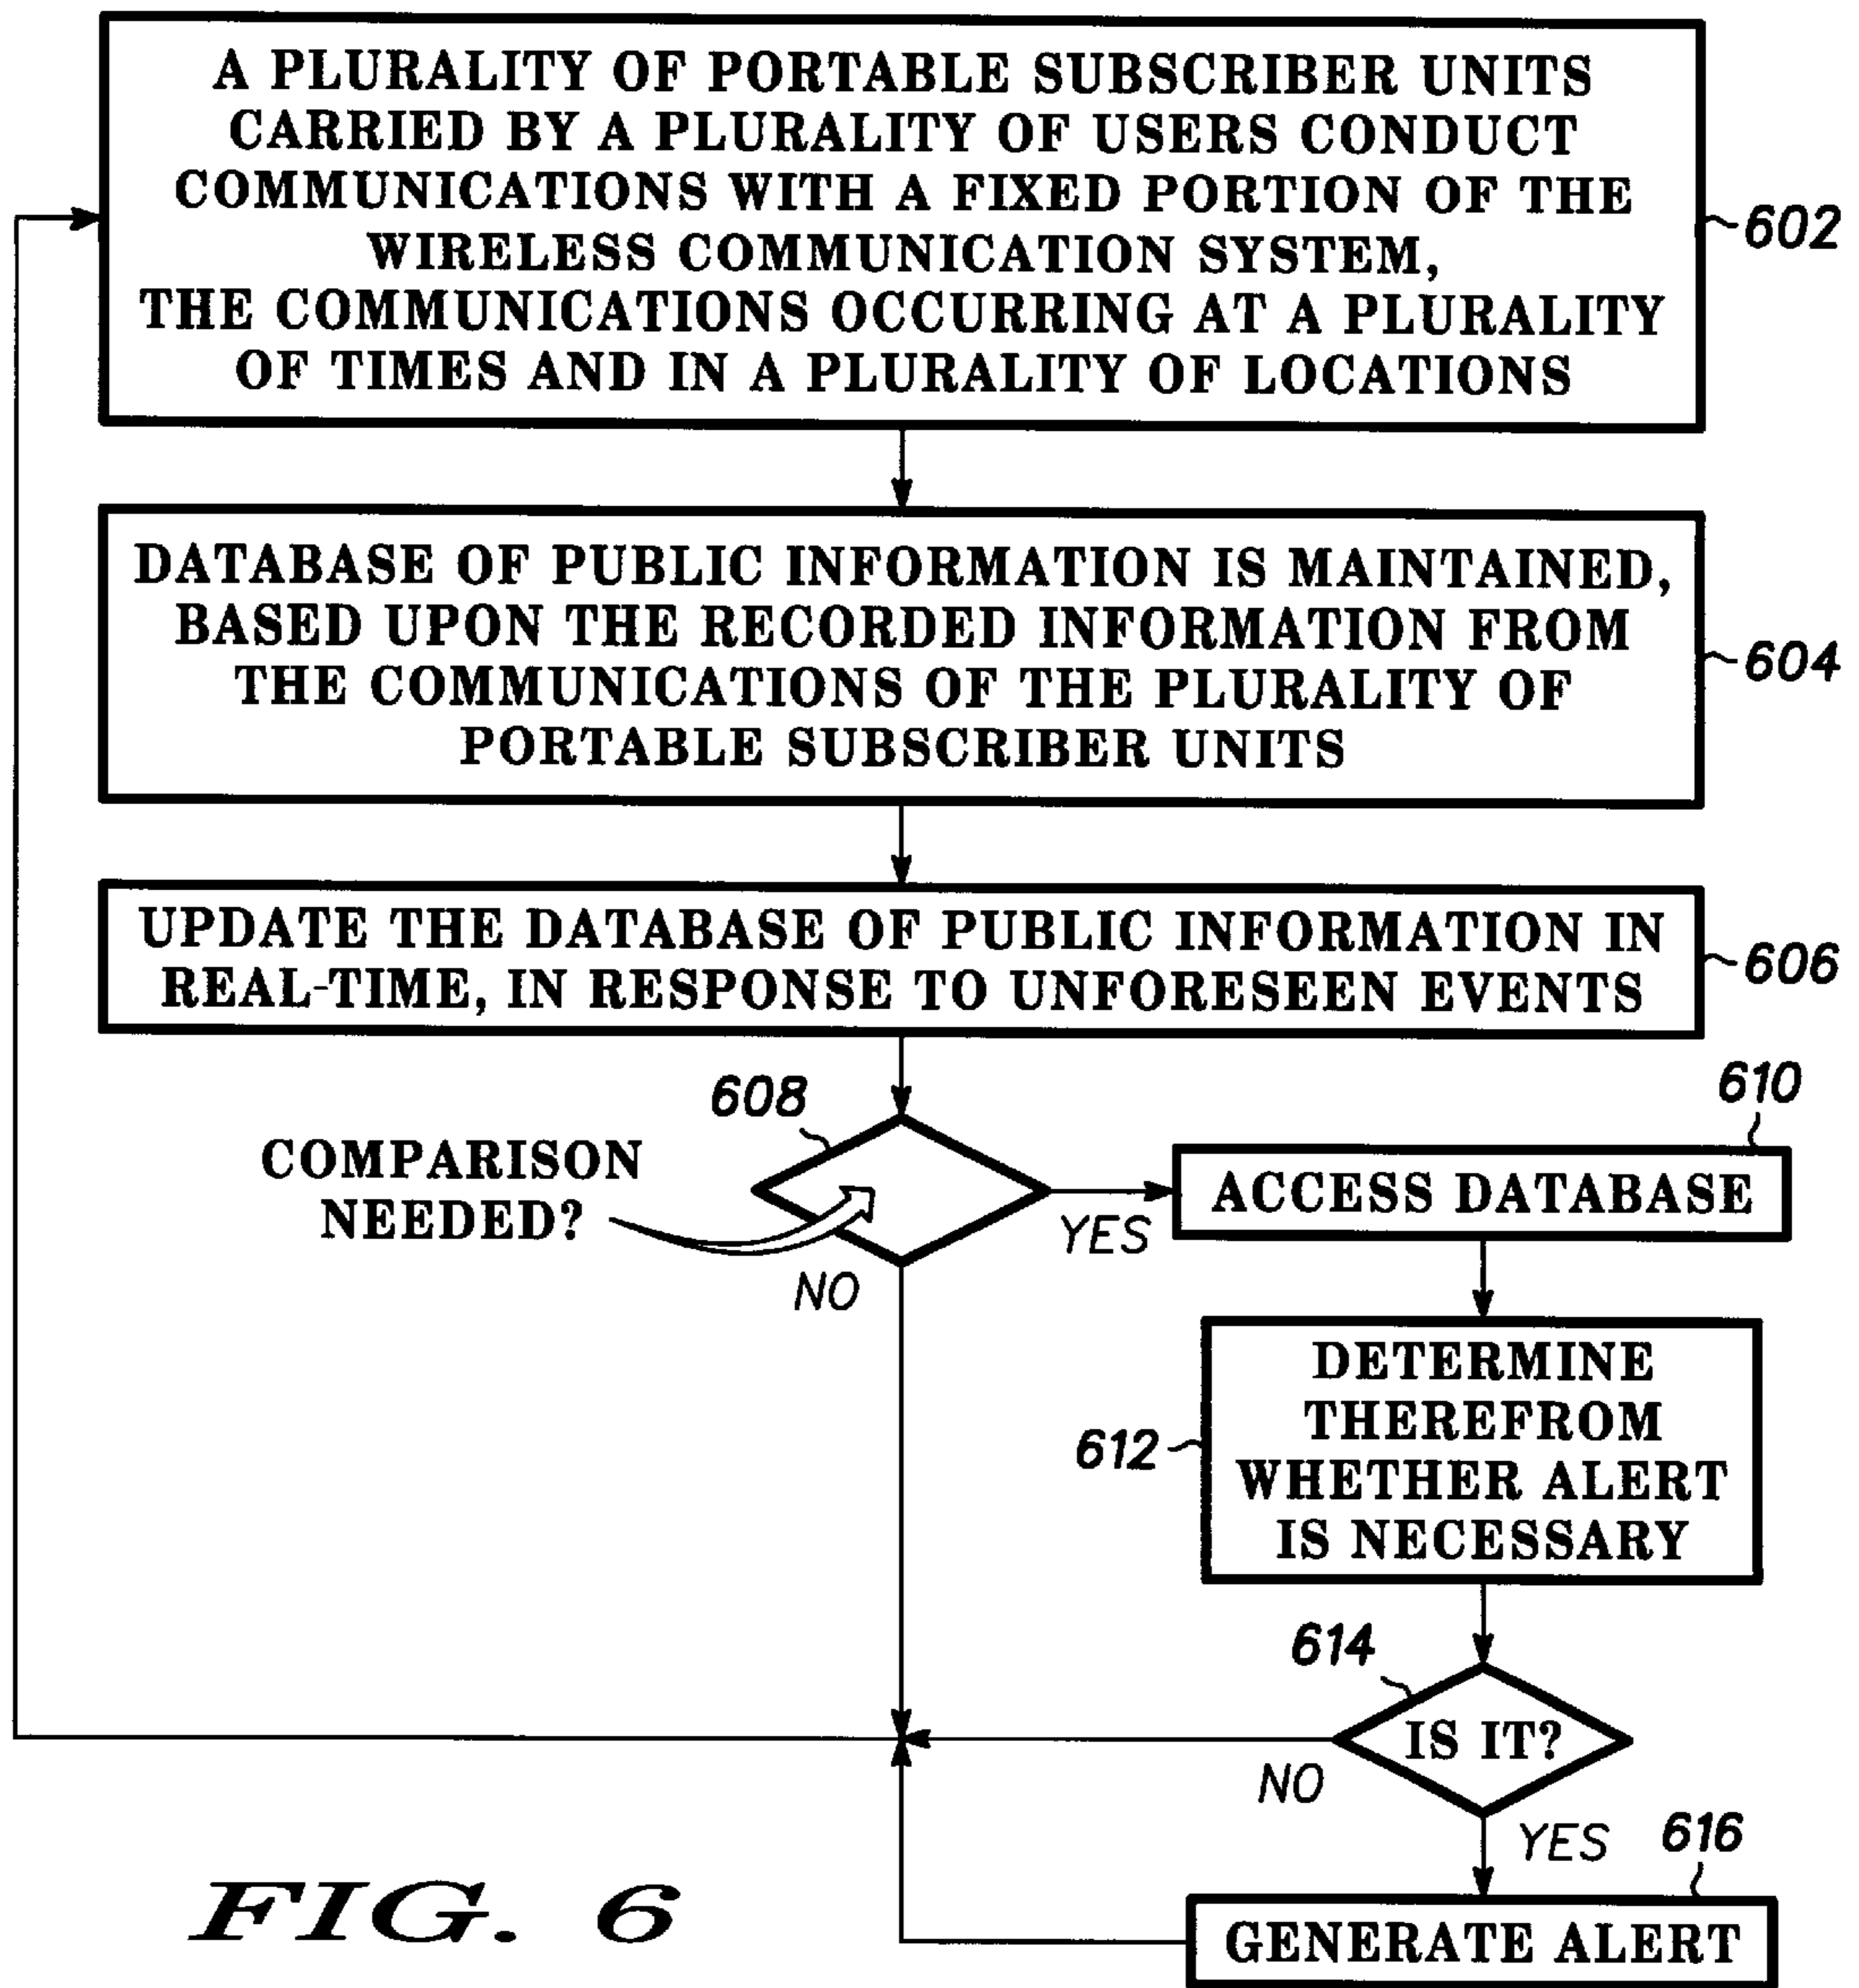 A PLURALITY OF PORTABLE SUBSCRIBER UNITS
CARRIED BY A PLURALITY OF USERS CONDUCT
COMMUNICATIONS WITH A FIXED PORTION OF THE
WIRELESS COMMUNICATION SYSTEM,
THE COMMUNICATIONS OCCURRING AT A PLURALITY
OF TIMES AND IN A PLURALITY OF LOCATIONS
602
DATABASE OF PUBLIC INFORMATION IS MAINTAINED,
BASED UPON THE RECORDED INFORMATION FROM
THE COMMUNICATIONS OF THE PLURALITY OF
PORTABLE SUBSCRIBER UNITS
604
UPDATE THE DATABASE OF PUBLIC INFORMATION IN
REAL-TIME, IN RESPONSE TO UNFORESEEN EVENTS
606
608
COMPARISON
NEEDED?
YES
NO
610
ACCESS DATABASE
DETERMINE
THEREFROM
WHETHER ALERT
IS NECESSARY
612
614
IS IT?
NO
YES
616
GENERATE ALERT
FIG. 6